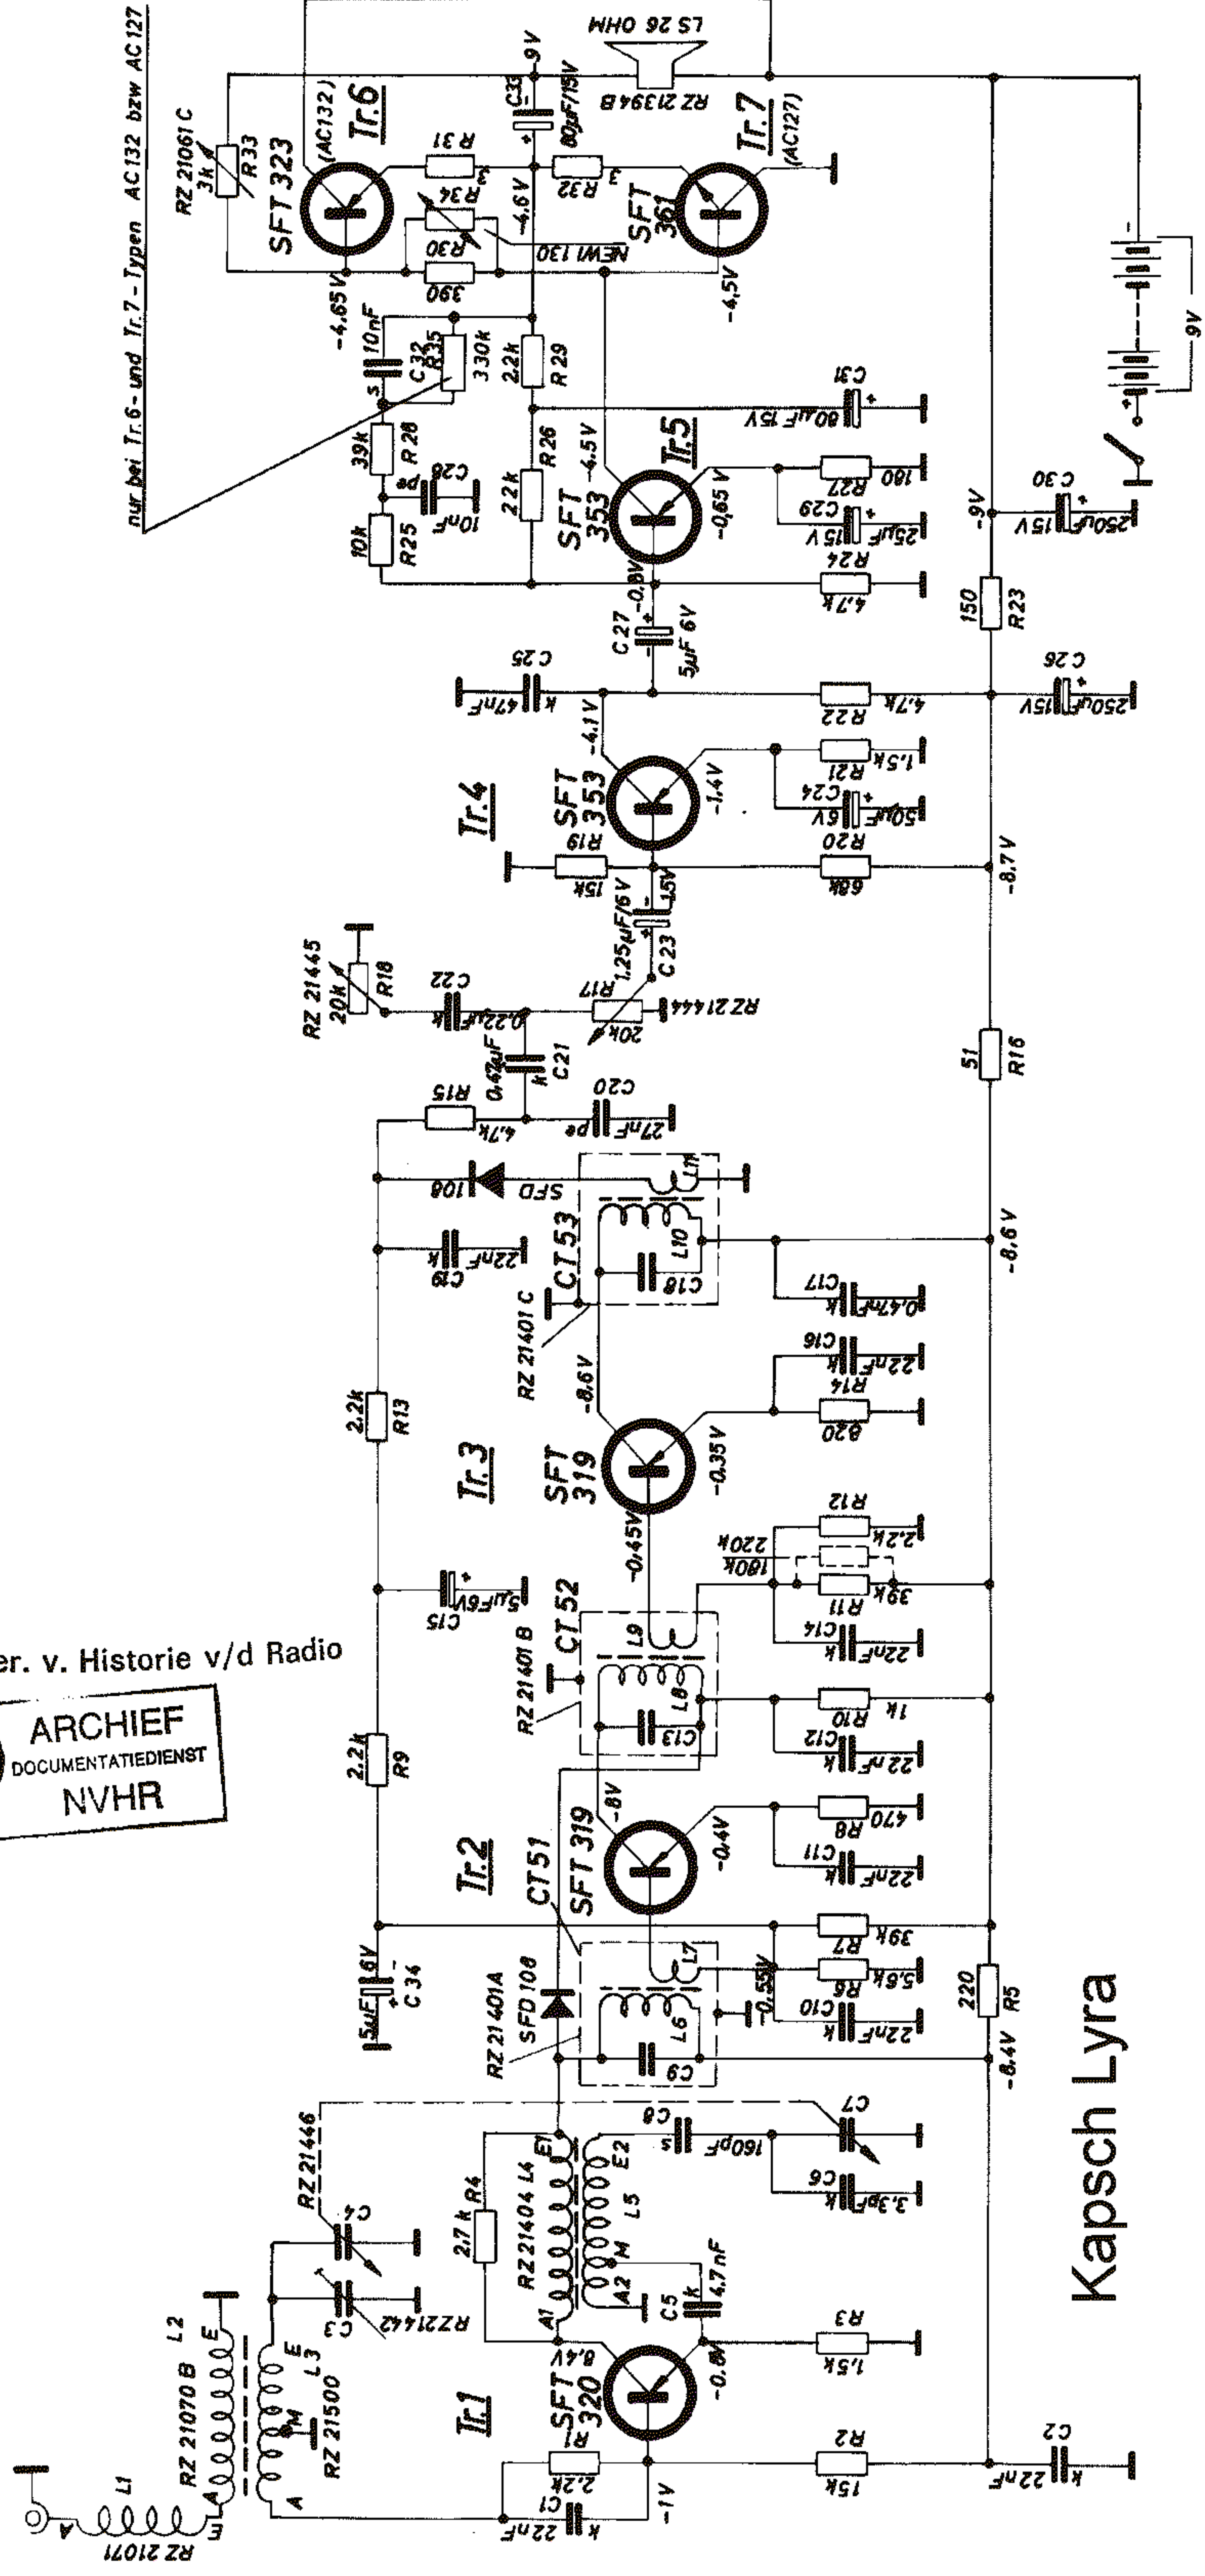 nur bei Tr.6 - und Tr.7 - Typen AC132 bzw AC127
RZ 21061 C
3k
R33
SFT 323
(AC132)
Tr.6
R31
3
C33
-9V
80µF/15V
LS 26 OHM
RZ 21394B
R32
3
Tr.7
(AC127)
SFT
361
-4,6V
R34
R30
390
NEWI 130
-4,65V
-4,5V
10nF
s
C32
R35
330k
39k
R28
C28
pe
10nF
10k
R25
2.2k
R29
R26
22k
-4.5V
SFT
353
Tr.5
-0,65V
-0,8V
C31
80µF 15V
R27
180
C29
15V
25µF
R24
4,7k
9V
C30
15V
250µF
-9V
150
R23
C27
5µF 6V
C25
k
47nF
-4.1V
R22
4,7k
C26
15V
250µF
Tr.4
SFT
353
-1.4V
R21
1.5k
C24
6V
50µF
R19
15k
R20
68k
-8.7V
1.25µF/6V
1.5V
C23
RZ 21445
20k
R18
C22
k
0,22µF
R17
20k
RZ21444
0,47µF
k
C21
R15
4,7k
C20
pe
27nF
51
R16
108
SFD
C19
k
22nF
CT53
RZ 21401 C
L11
L10
C18
-8.6V
C17
k
0.47nF
C16
k
22nF
R14
820
-8.6V
2.2k
R13
Tr.3
SFT
319
-0.35V
-0.45V
R12
2.2k
220k
180k
R11
39k
C14
k
22nF
C15
5µF6V
CT 52
RZ 21401 B
L9
L8
C13
R10
1k
C12
k
22nF
er. v. Historie v/d Radio
ARCHIEF
DOCUMENTATIEDIENST
NVHR
2.2k
R9
Tr.2
CT51
SFT 319
-8V
-0.4V
R8
470
C11
k
22nF
5µF 6V
C34
RZ 21401A
SFD 108
L7
L6
C9
-0.55V
R7
39k
R6
5,6k
C10
k
22nF
220
R5
-8.4V
RZ 21446
C4
C3
RZ21442
2,7 k
R4
RZ 21404 L4
E1
A1
E2
L5
M
A2
C8
s
160pF
C7
C6
k
3,3pF
C5
k
4.7nF
Tr.1
8,4V
SFT
320
-0.8V
R3
1,5k
R1
2.2k
C1
22nF
k
-1V
R2
15k
C2
22nF
k
RZ 21070 B
L2
E
A
E
L3
M
A
RZ 21500
L1
A
E
RZ 21071
Kapsch Lyra